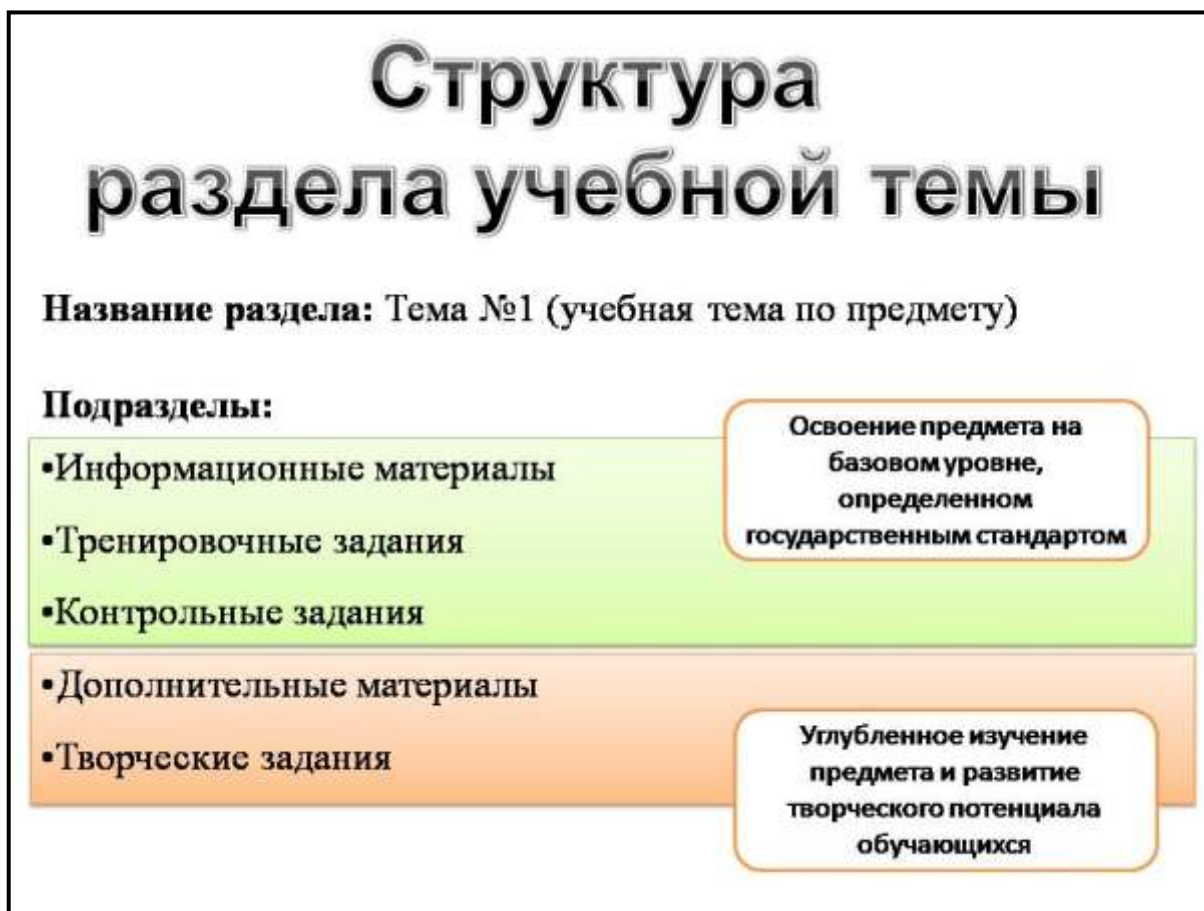 Структура
раздела учебной темы
Название раздела: Тема №1 (учебная тема по предмету)
Подразделы:
•Информационные материалы
•Тренировочные задания
•Контрольные задания
Освоение предмета на
базовом уровне,
определенном
государственным стандартом
•Дополнительные материалы
•Творческие задания
Углубленное изучение
предмета и развитие
творческого потенциала
обучающихся